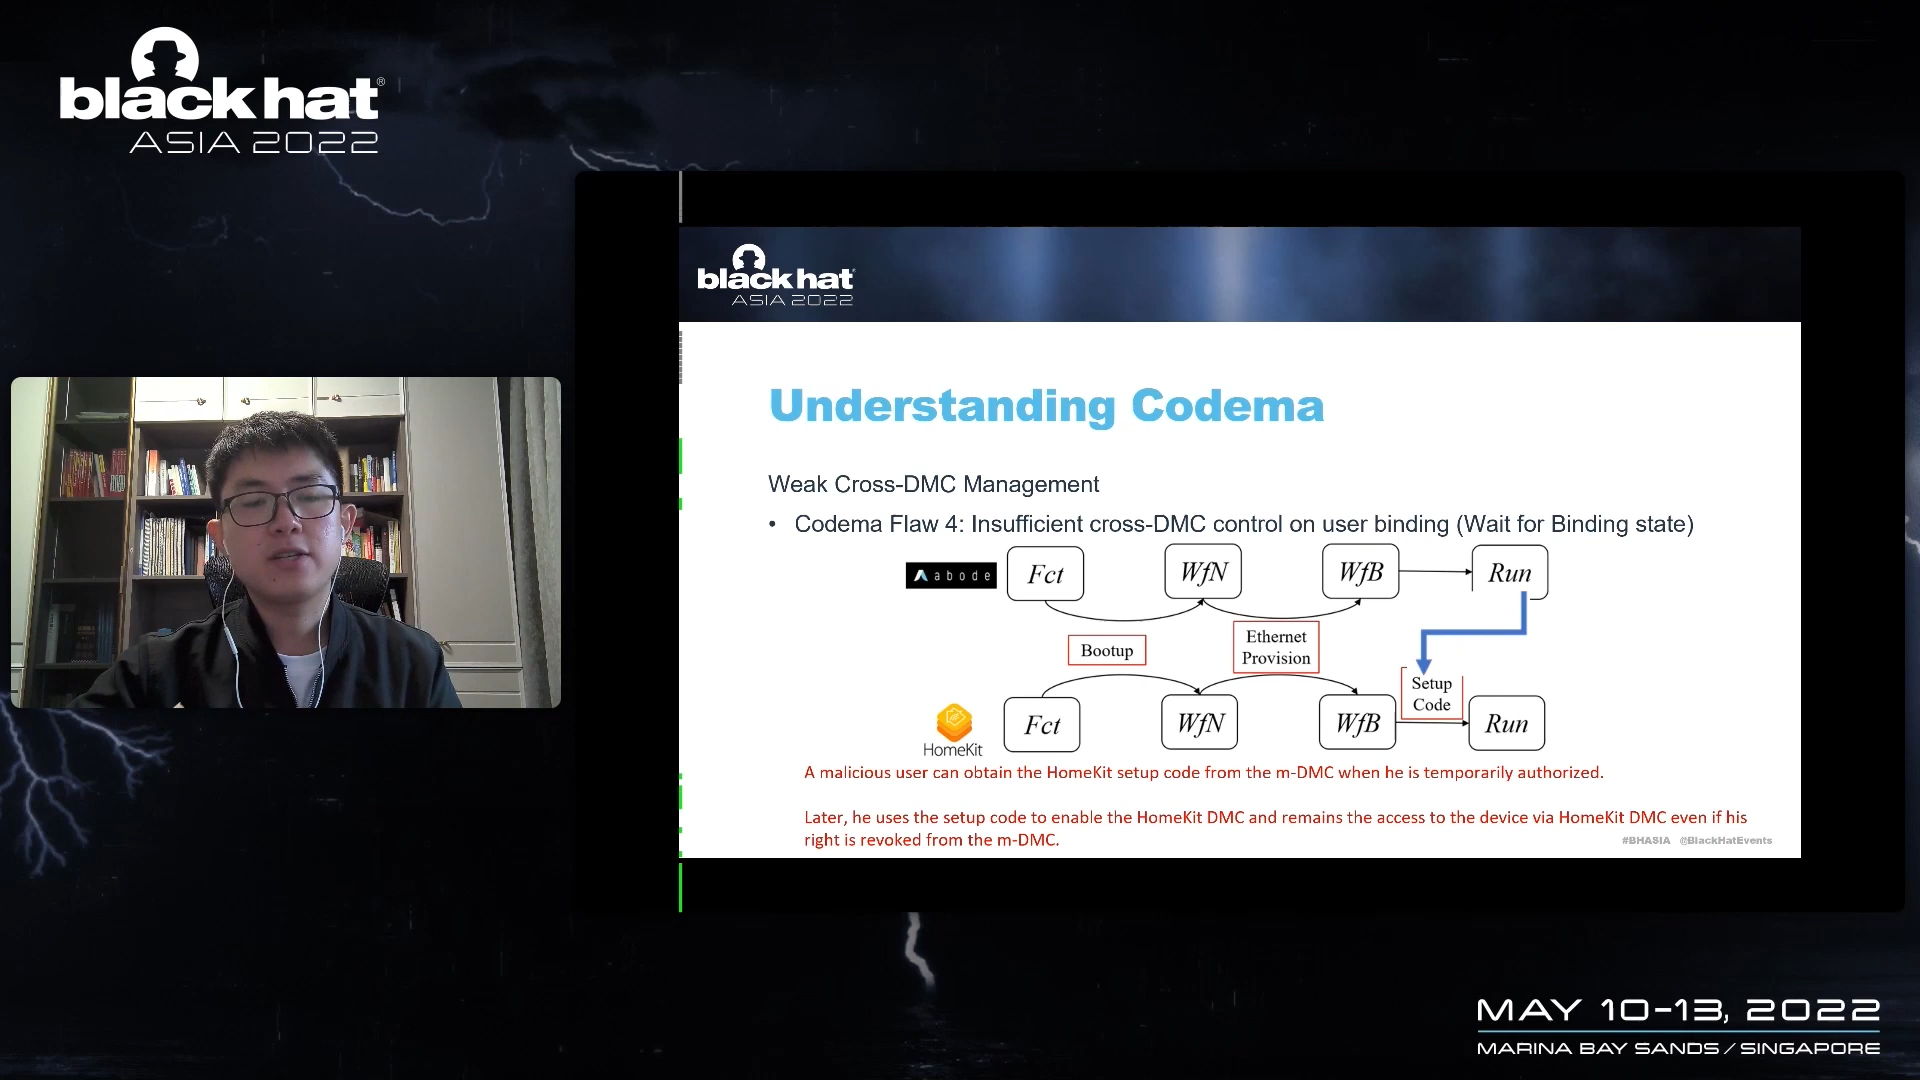 black hat®
ASIA 2022
black hat
ASIA 2022
Understanding Codema
Weak Cross-DMC Management
• Codema Flaw 4: Insufficient cross-DMC control on user binding (Wait for Binding state)
abode
Fct
WfN
WfB
Run
Bootup
Ethernet
Provision
Setup
Code
HomeKit
Fct
WfN
WfB
Run
A malicious user can obtain the HomeKit setup code from the m-DMC when he is temporarily authorized.
Later, he uses the setup code to enable the HomeKit DMC and remains the access to the device via HomeKit DMC even if his
right is revoked from the m-DMC.
#BHASIA @BlackHatEvents
MAY 10-13, 2022
MARINA BAY SANDS / SINGAPORE